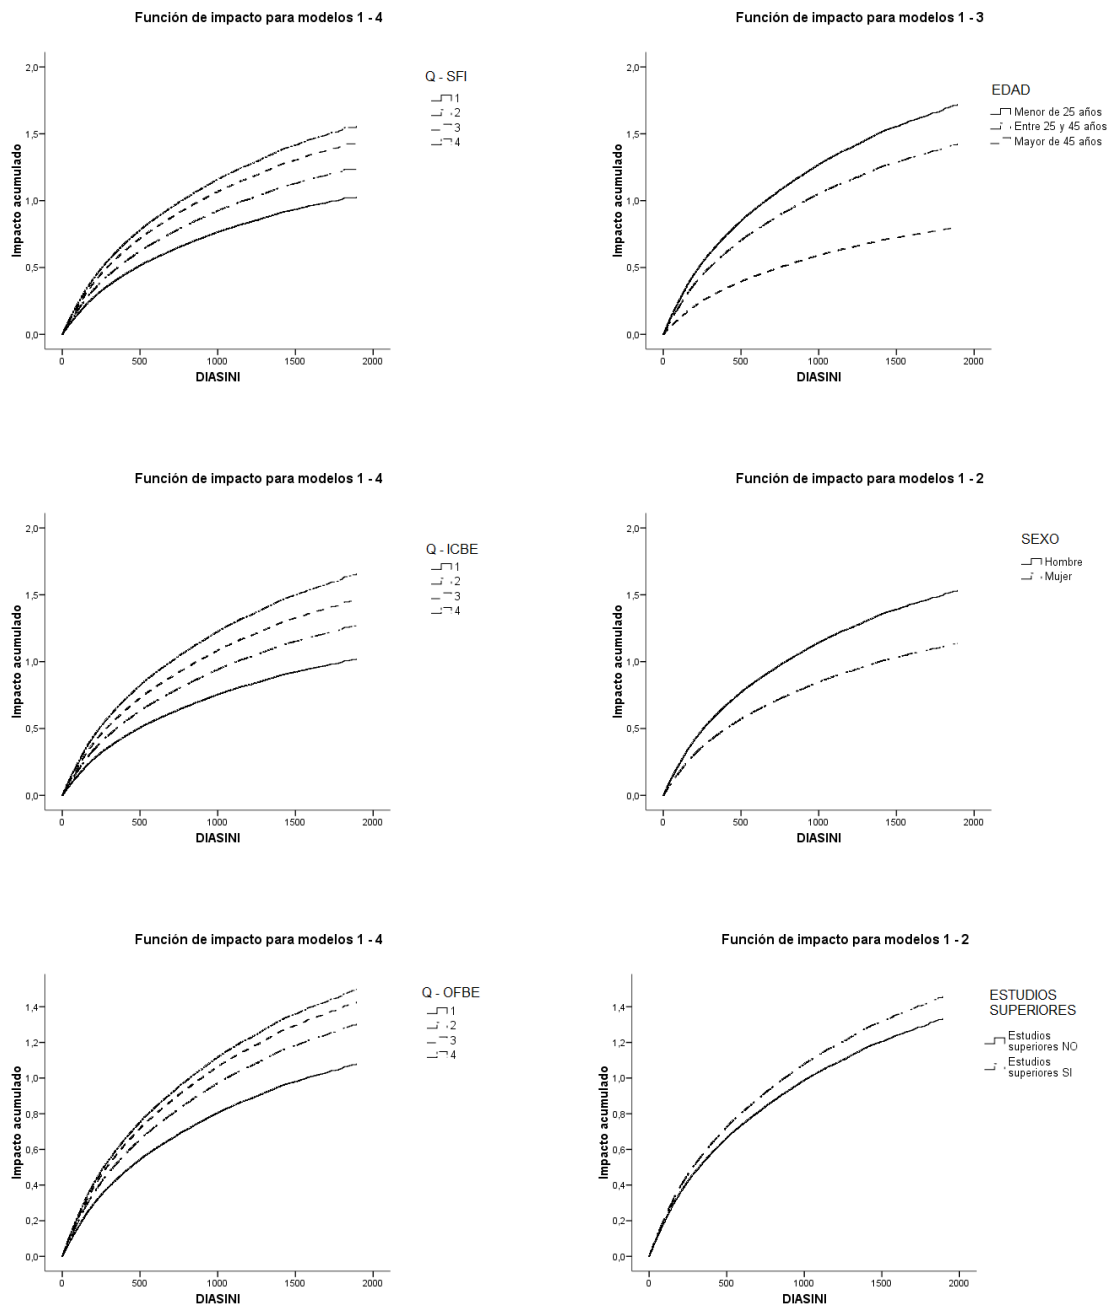 Función de impacto para modelos 1 - 4
2,0
1,5
1,0
0,5
0,0
Impacto acumulado
0 500 1000 1500 2000
DIASINI
Q - SFI
1
2
3
4
Función de impacto para modelos 1 - 3
2,0
1,5
1,0
0,5
0,0
Impacto acumulado
0 500 1000 1500 2000
DIASINI
EDAD
Menor de 25 años
Entre 25 y 45 años
Mayor de 45 años
Función de impacto para modelos 1 - 4
2,0
1,5
1,0
0,5
0,0
Impacto acumulado
0 500 1000 1500 2000
DIASINI
Q - ICBE
1
2
3
4
Función de impacto para modelos 1 - 2
2,0
1,5
1,0
0,5
0,0
Impacto acumulado
0 500 1000 1500 2000
DIASINI
SEXO
Hombre
Mujer
Función de impacto para modelos 1 - 4
1,4
1,2
1,0
0,8
0,6
0,4
0,2
0,0
Impacto acumulado
0 500 1000 1500 2000
DIASINI
Q - OFBE
1
2
3
4
Función de impacto para modelos 1 - 2
1,4
1,2
1,0
0,8
0,6
0,4
0,2
0,0
Impacto acumulado
0 500 1000 1500 2000
DIASINI
ESTUDIOS
SUPERIORES
Estudios
superiores NO
Estudios
superiores SI